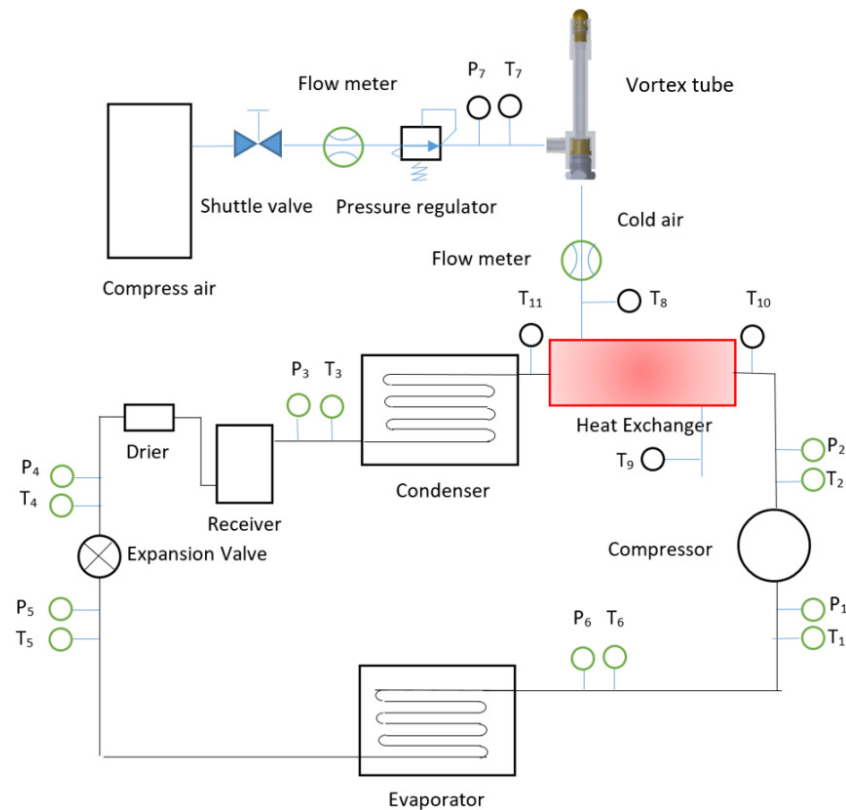 P7 T7
Flow meter
Vortex tube
Shuttle valve
Pressure regulator
Cold air
Flow meter
Compress air
T11
T8
T10
P3 T3
Heat Exchanger
Drier
P2
T9
P4
Condenser
T2
T4
Receiver
Compressor
Expansion Valve
P5
P6 T6
P1
T5
T1
Evaporator